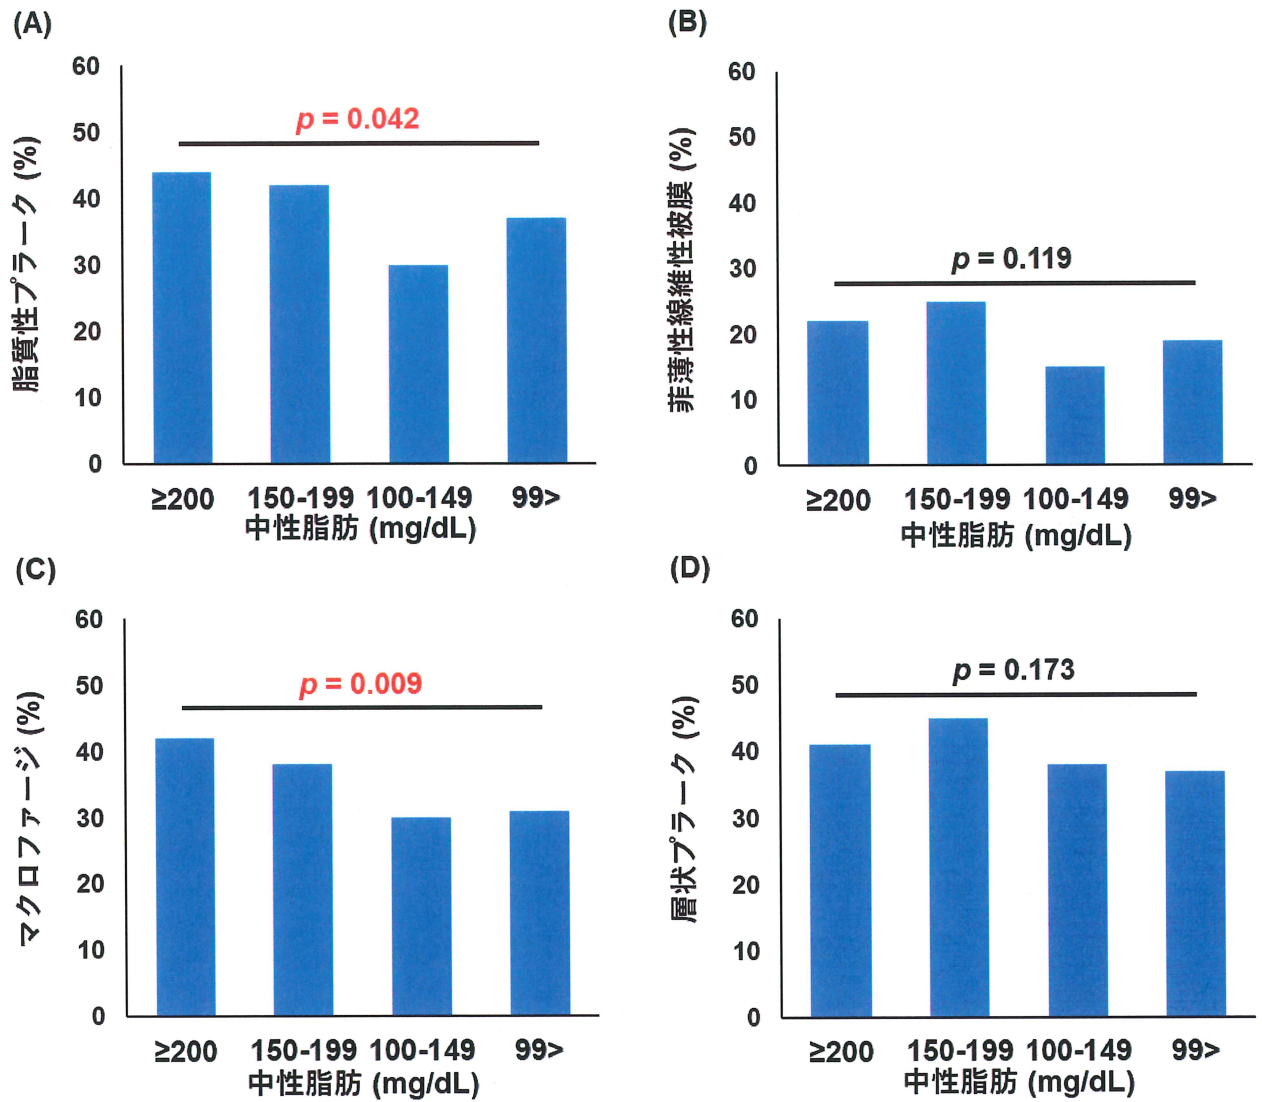 (A)
脂質性プラーク (%)
60
50
40
30
20
10
0
p = 0.042
≥200 150-199 100-149 99>
中性脂肪 (mg/dL)
(B)
菲薄性線維性被膜 (%)
60
50
40
30
20
10
0
p = 0.119
≥200 150-199 100-149 99>
中性脂肪 (mg/dL)
(C)
マクロファージ (%)
60
50
40
30
20
10
0
p = 0.009
≥200 150-199 100-149 99>
中性脂肪 (mg/dL)
(D)
層状プラーク (%)
60
50
40
30
20
10
0
p = 0.173
≥200 150-199 100-149 99>
中性脂肪 (mg/dL)